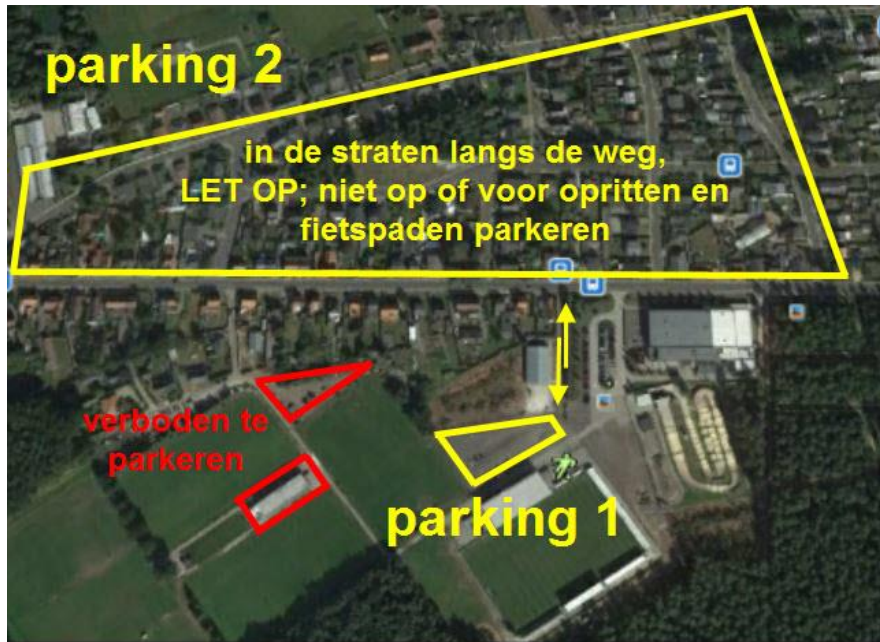 parking 2
in de straten langs de weg,
LET OP; niet op of voor opritten en
fietspaden parkeren
verboden te
parkeren
parking 1